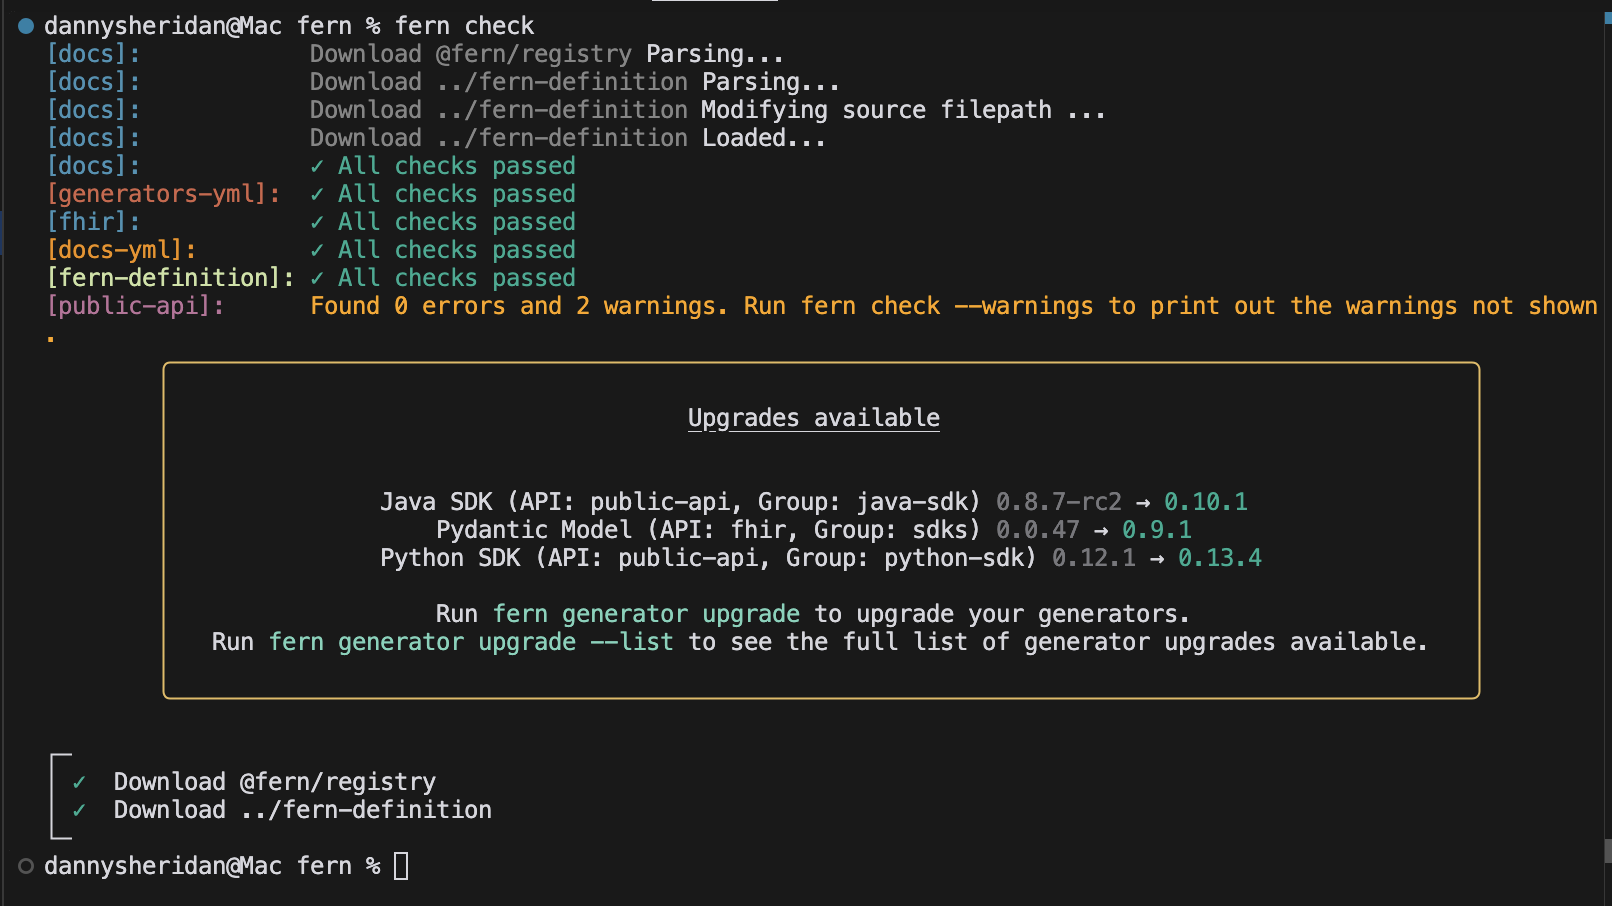 dannysheridan@Mac fern % fern check
[docs]: Download @fern/registry Parsing...
[docs]: Download ../fern-definition Parsing...
[docs]: Download ../fern-definition Modifying source filepath ...
[docs]: Download ../fern-definition Loaded...
[docs]: ✓ All checks passed
[generators-yml]: ✓ All checks passed
[fhir]: ✓ All checks passed
[docs-yml]: ✓ All checks passed
[fern-definition]: ✓ All checks passed
[public-api]: Found 0 errors and 2 warnings. Run fern check --warnings to print out the warnings not shown
.
Upgrades available
Java SDK (API: public-api, Group: java-sdk) 0.8.7-rc2 → 0.10.1
Pydantic Model (API: fhir, Group: sdks) 0.0.47 → 0.9.1
Python SDK (API: public-api, Group: python-sdk) 0.12.1 → 0.13.4
Run fern generator upgrade to upgrade your generators.
Run fern generator upgrade --list to see the full list of generator upgrades available.
✓ Download @fern/registry
✓ Download ../fern-definition
dannysheridan@Mac fern %